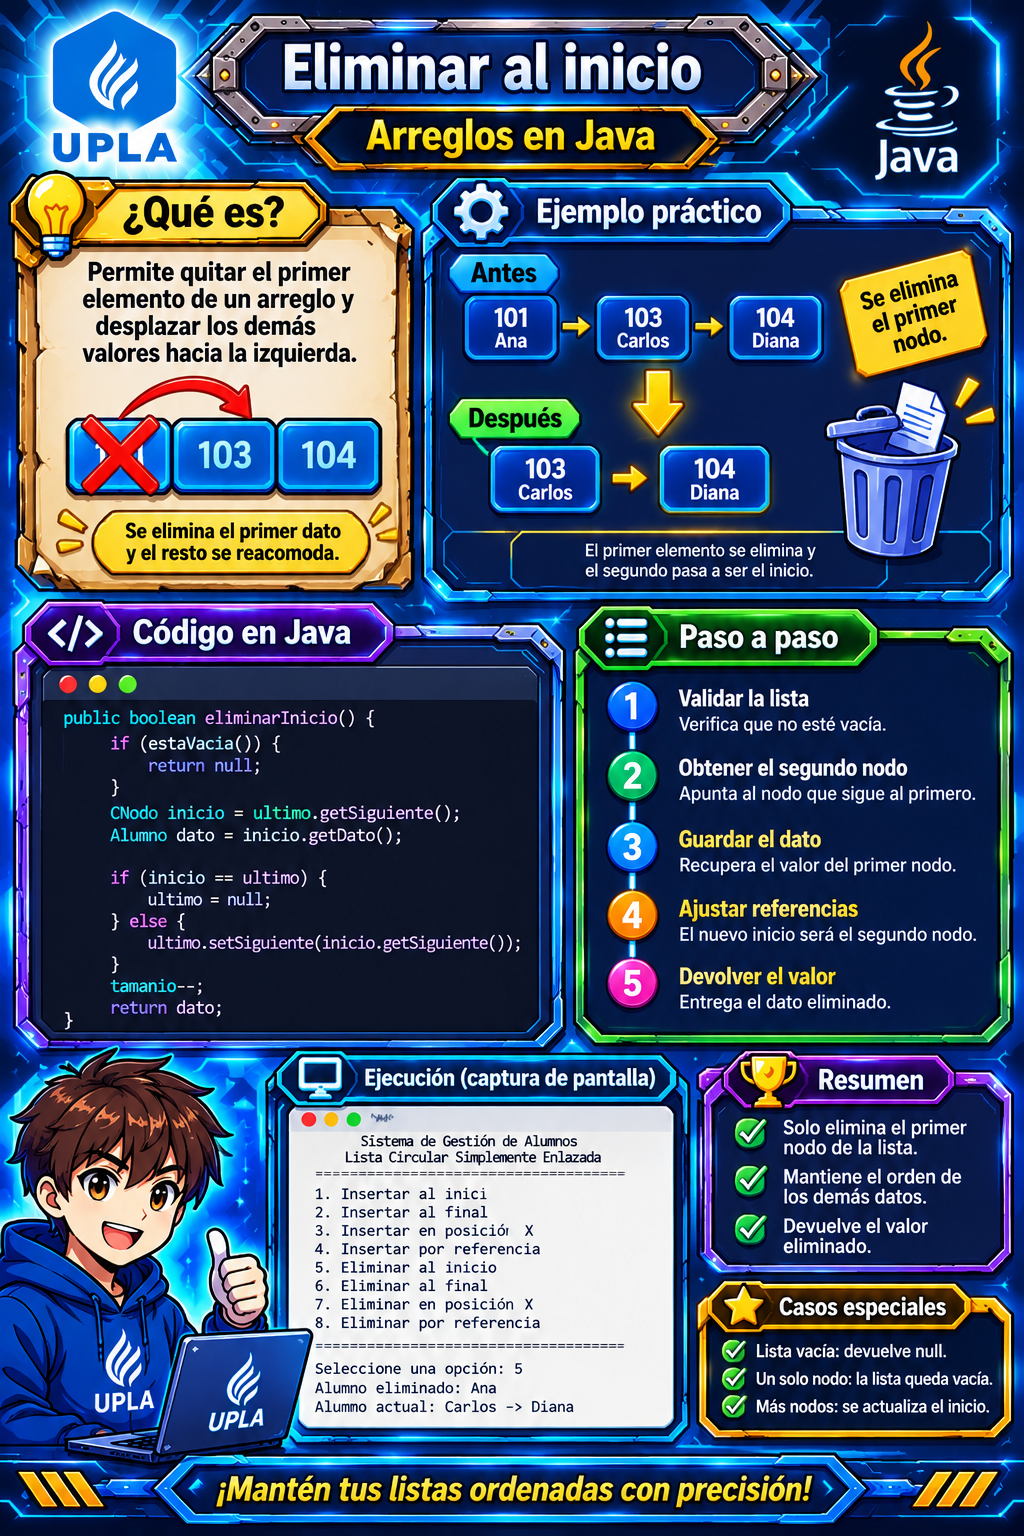 UPLA
Eliminar al inicio
Arreglos en Java
Java
¿Qué es?
Permite quitar el primer
elemento de un arreglo y
desplazar los demás
valores hacia la izquierda.
103
104
Se elimina el primer dato
y el resto se reacomoda.
Ejemplo práctico
Antes
101
Ana
103
Carlos
104
Diana
Se elimina
el primer
nodo.
Después
103
Carlos
104
Diana
El primer elemento se elimina y
el segundo pasa a ser el inicio.
</> Código en Java
public boolean eliminarInicio() {
if (estaVacia()) {
return null;
}
CNodo inicio = ultimo.getSiguiente();
Alumno dato = inicio.getDato();
if (inicio == ultimo) {
ultimo = null;
} else {
ultimo.setSiguiente(inicio.getSiguiente());
}
tamanio--;
return dato;
}
Paso a paso
1 Validar la lista
Verifica que no esté vacía.
2 Obtener el segundo nodo
Apunta al nodo que sigue al primero.
3 Guardar el dato
Recupera el valor del primer nodo.
4 Ajustar referencias
El nuevo inicio será el segundo nodo.
5 Devolver el valor
Entrega el dato eliminado.
UPLA
UPLA
Ejecución (captura de pantalla)
Sistema de Gestión de Alumnos
Lista Circular Simplemente Enlazada
===================================
1. Insertar al inici
2. Insertar al final
3. Insertar en posición X
4. Insertar por referencia
5. Eliminar al inicio
6. Eliminar al final
7. Eliminar en posición X
8. Eliminar por referencia
===================================
Seleccione una opción: 5
Alumno eliminado: Ana
Alummo actual: Carlos -> Diana
Resumen
Solo elimina el primer
nodo de la lista.
Mantiene el orden de
los demás datos.
Devuelve el valor
eliminado.
Casos especiales
Lista vacía: devuelve null.
Un solo nodo: la lista queda vacía.
Más nodos: se actualiza el inicio.
¡Mantén tus listas ordenadas con precisión!